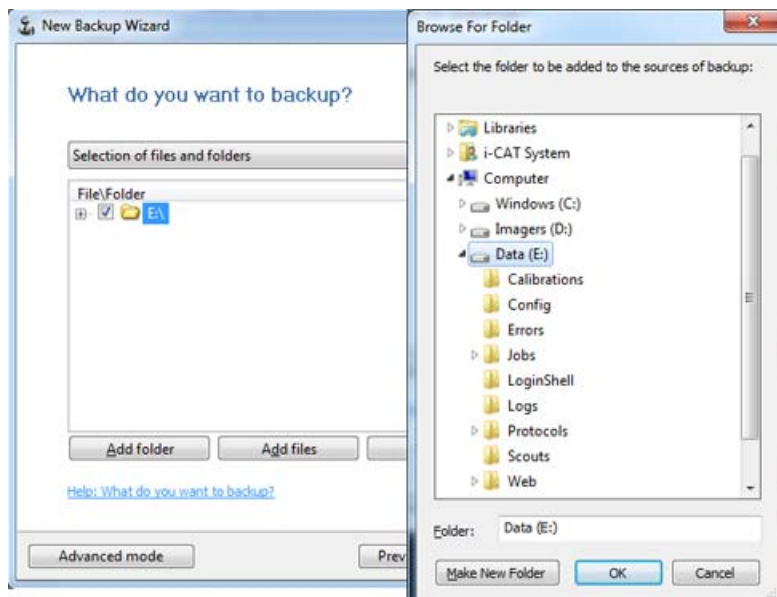 New Backup Wizard
What do you want to backup?
Selection of files and folders
File\Folder
E:\
Add folder
Add files
Help: What do you want to backup?
Advanced mode
Prev
Browse For Folder
Select the folder to be added to the sources of backup:
Libraries
i-CAT System
Computer
Windows (C:)
Imagers (D:)
Data (E:)
Calibrations
Config
Errors
Jobs
LoginShell
Logs
Protocols
Scouts
Web
Folder: Data (E:)
Make New Folder
OK
Cancel